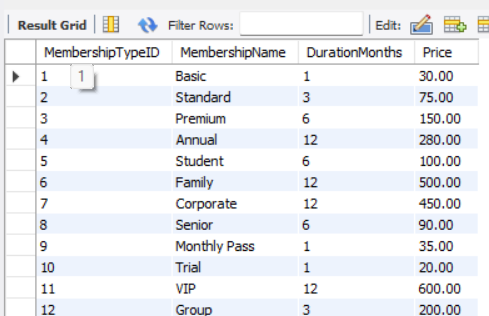 Result Grid Filter Rows: Edit:
MembershipTypeID MembershipName DurationMonths Price
1 1 Basic 1 30.00
2 Standard 3 75.00
3 Premium 6 150.00
4 Annual 12 280.00
5 Student 6 100.00
6 Family 12 500.00
7 Corporate 12 450.00
8 Senior 6 90.00
9 Monthly Pass 1 35.00
10 Trial 1 20.00
11 VIP 12 600.00
12 Group 3 200.00